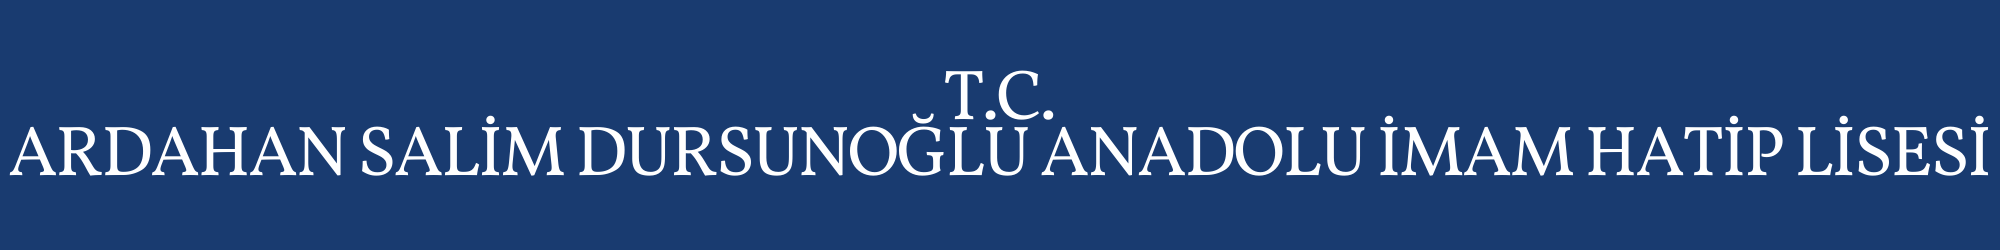 T.C.
ARDAHAN SALİM DURSUNOĞLU ANADOLU İMAM HATİP LİSESİ